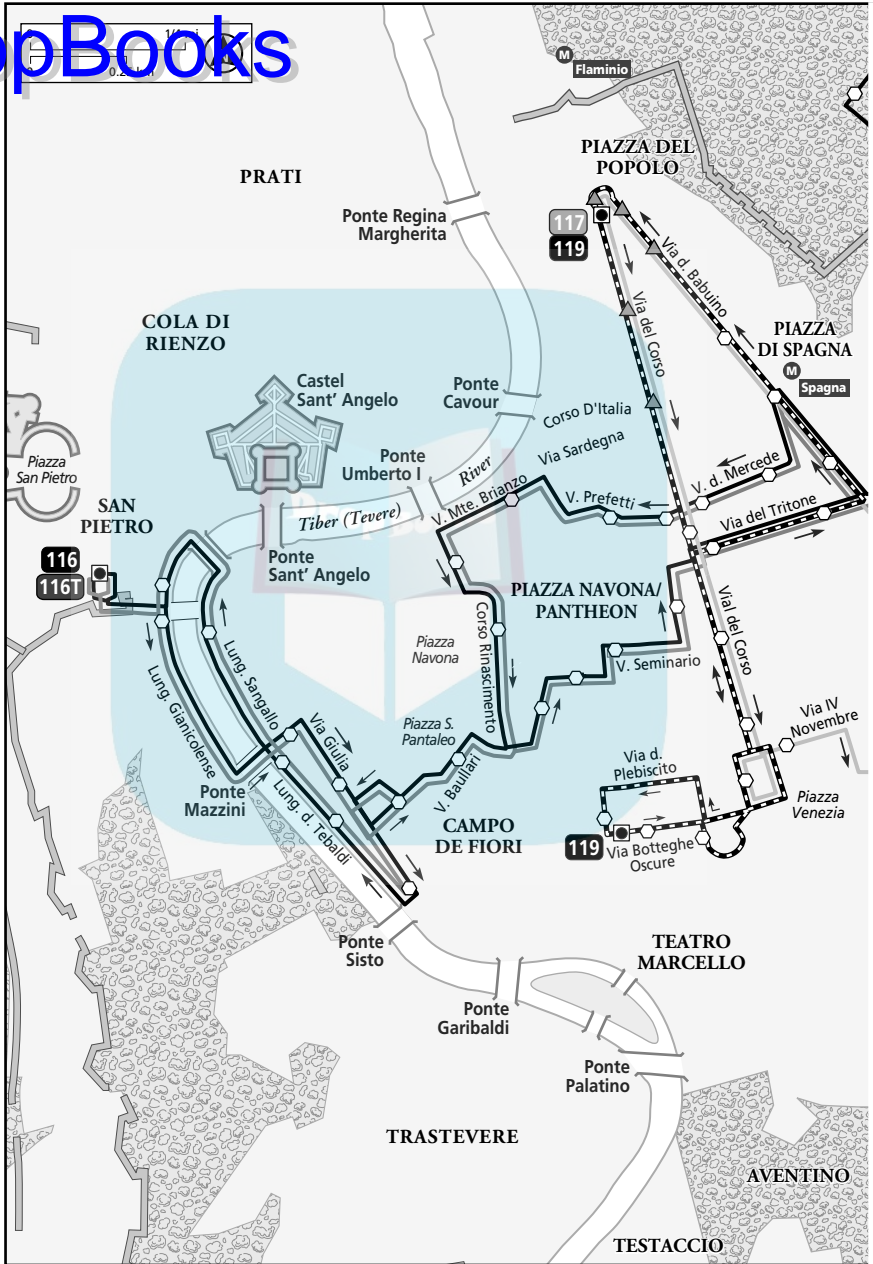 opBooks
0.25 km
M
Flaminio
PIAZZA DEL
POPOLO
PRATI
Ponte Regina
Margherita
117
119
Via d. Babuino
Via del Corso
COLA DI
RIENZO
PIAZZA
DI SPAGNA
M
Spagna
Castel
Sant’ Angelo
Ponte
Cavour
Corso D'Italia
Via Sardegna
Piazza
San Pietro
Ponte
Umberto I
River
Tiber (Tevere)
V. Mte. Brianzo
V. Prefetti
V. d. Mercede
Via del Tritone
SAN
PIETRO
116
116T
Ponte
Sant’ Angelo
PIAZZA NAVONA/
PANTHEON
Corso Rinascimento
Piazza
Navona
Vial del Corso
V. Seminario
Lung. Sangallo
Lung. Gianicolense
Via Giulia
Piazza S.
Pantaleo
V. Baullari
Via IV
Novembre
Via d.
Plebiscito
Ponte
Mazzini
Lung. d. Tebaldi
CAMPO
DE FIORI
119
Via Botteghe
Oscure
Piazza
Venezia
Ponte
Sisto
TEATRO
MARCELLO
Ponte
Garibaldi
Ponte
Palatino
TRASTEVERE
AVENTINO
TESTACCIO